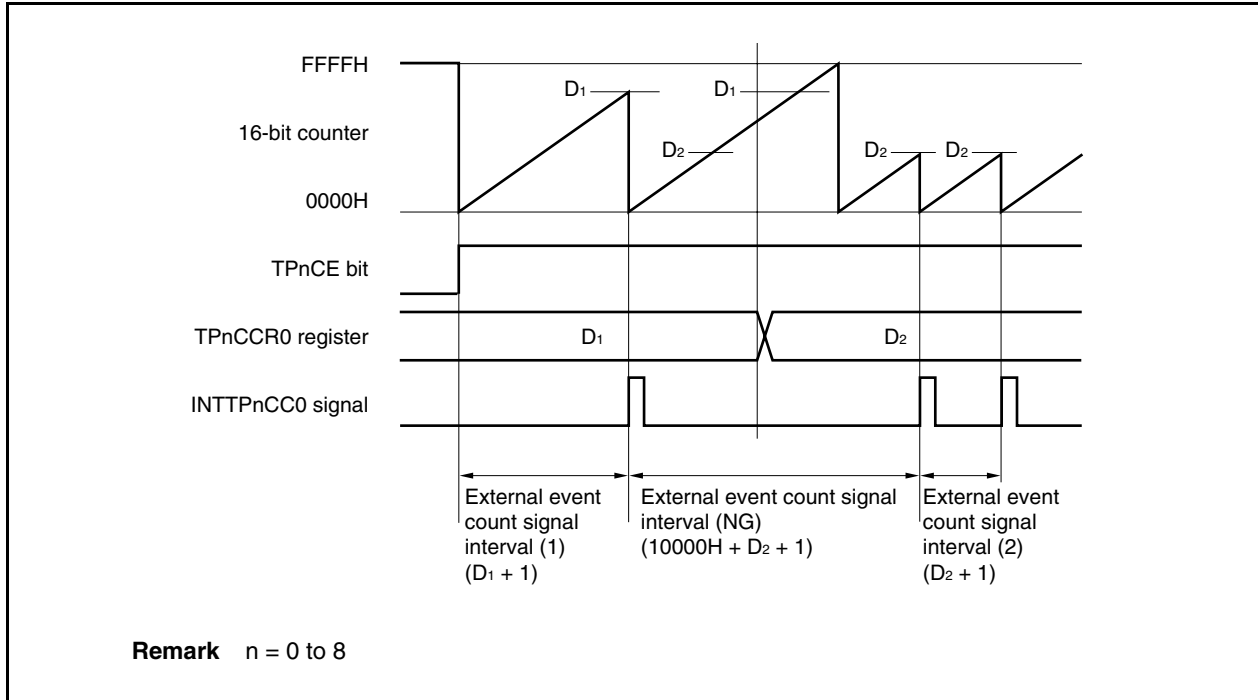 FFFFH
D1
D1
16-bit counter
D2
D2
D2
0000H
TPnCE bit
TPnCCR0 register
D1
D2
INTTPnCC0 signal
External event
count signal
interval (1)
(D1 + 1)
External event count signal
interval (NG)
(10000H + D2 + 1)
External event
count signal
interval (2)
(D2 + 1)
Remark n = 0 to 8